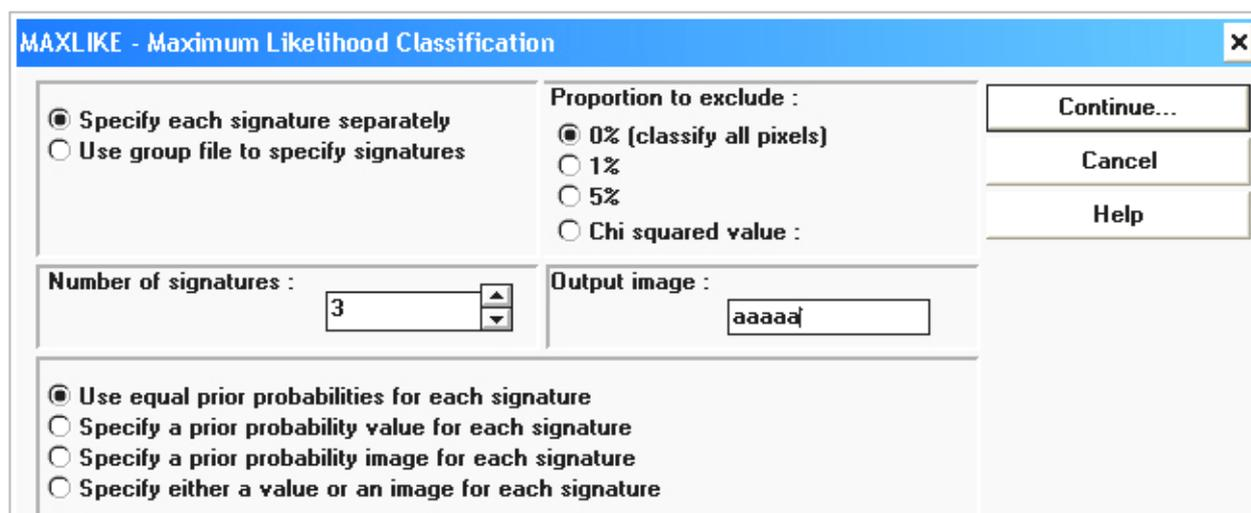 MAXLIKE - Maximum Likelihood Classification
Specify each signature separately
Use group file to specify signatures
Proportion to exclude :
0% (classify all pixels)
1%
5%
Chi squared value :
Continue...
Cancel
Help
Number of signatures :
3
Output image :
aaaaa
Use equal prior probabilities for each signature
Specify a prior probability value for each signature
Specify a prior probability image for each signature
Specify either a value or an image for each signature